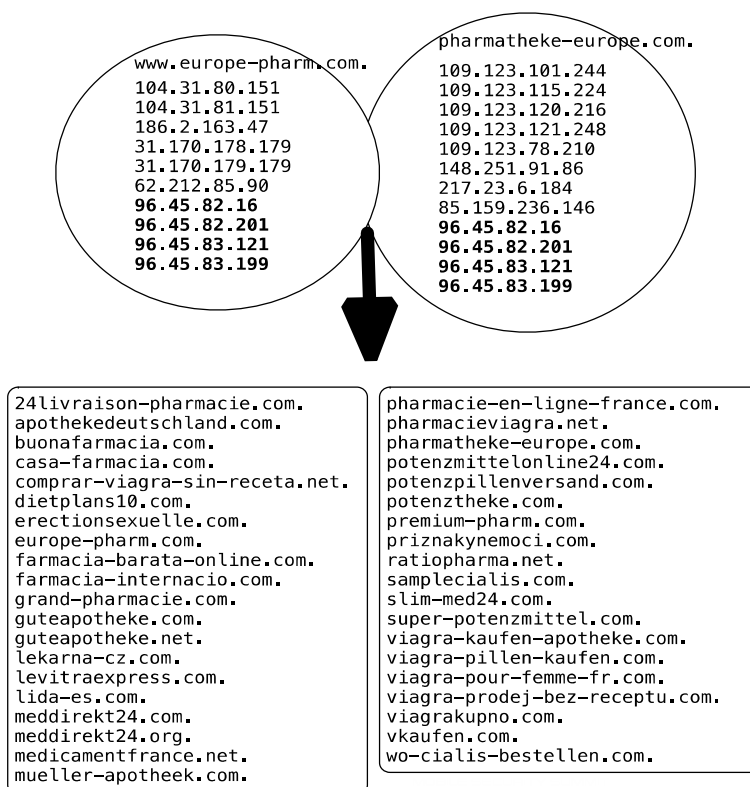 www.europe-pharm.com.
104.31.80.151
104.31.81.151
186.2.163.47
31.170.178.179
31.170.179.179
62.212.85.90
96.45.82.16
96.45.82.201
96.45.83.121
96.45.83.199
pharmatheke-europe.com.
109.123.101.244
109.123.115.224
109.123.120.216
109.123.121.248
109.123.78.210
148.251.91.86
217.23.6.184
85.159.236.146
96.45.82.16
96.45.82.201
96.45.83.121
96.45.83.199
24livraison-pharmacie.com.
apothekedeutschland.com.
buonafarmacia.com.
casa-farmacia.com.
comprar-viagra-sin-receta.net.
dietplans10.com.
erectionsexuelle.com.
europe-pharm.com.
farmacia-barata-online.com.
farmacia-internacio.com.
grand-pharmacie.com.
guteapotheke.com.
guteapotheke.net.
lekarna-cz.com.
levitraexpress.com.
lida-es.com.
meddirekt24.com.
meddirekt24.org.
medicamentfrance.net.
mueller-apotheek.com.
pharmacie-en-ligne-france.com.
pharmacieviagra.net.
pharmatheke-europe.com.
potenzmittelonline24.com.
potenzpillenversand.com.
potenztheke.com.
premium-pharm.com.
priznakynemoci.com.
ratiopharma.net.
samplecialis.com.
slim-med24.com.
super-potenzmittel.com.
viagra-kaufen-apotheke.com.
viagra-pillen-kaufen.com.
viagra-pour-femme-fr.com.
viagra-prodej-bez-receptu.com.
viagrakupno.com.
vkaufen.com.
wo-cialis-bestellen.com.